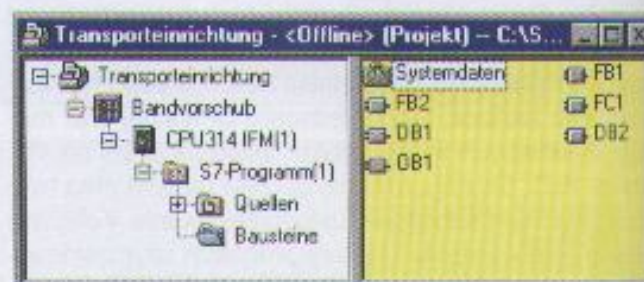 Transporteinrichtung - <Offline> (Projekt) -- C:\S...
Transporteinrichtung
Bandvorschub
CPU314 IFM(1)
S7-Programm(1)
Quellen
Bausteine
Systemdaten FB1
FB2 FC1
DB1 DB2
OB1